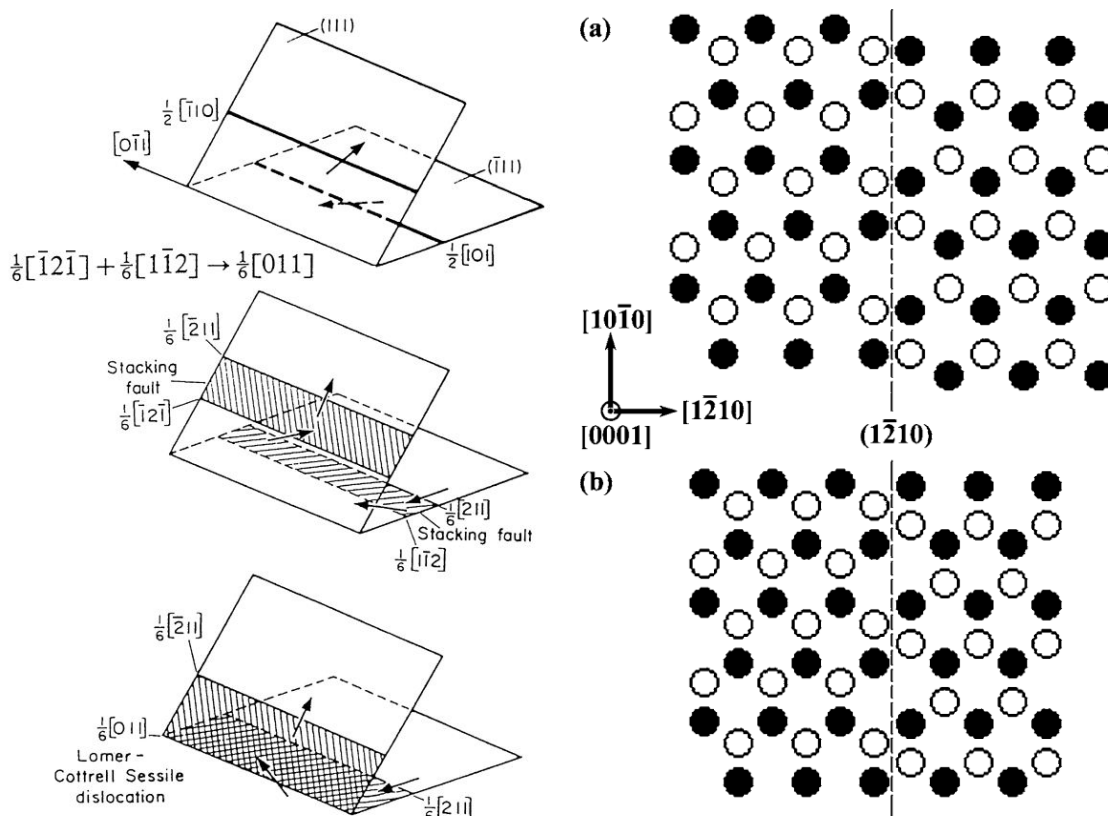 (111)
½[1̄10]
[01̄1]
(1̄11)
½[101]
⅙[1̄21̄] + ⅙[11̄2] → ⅙[011]
⅙[2̄11]
Stacking
fault
⅙[1̄21̄]
⅙[211]
Stacking fault
⅙[11̄2]
⅙[2̄11]
⅙[011]
Lomer –
Cottrell Sessile
dislocation
⅙[211]
(a)
[101̄0]
[12̄10]
[0001]
(12̄10)
(b)